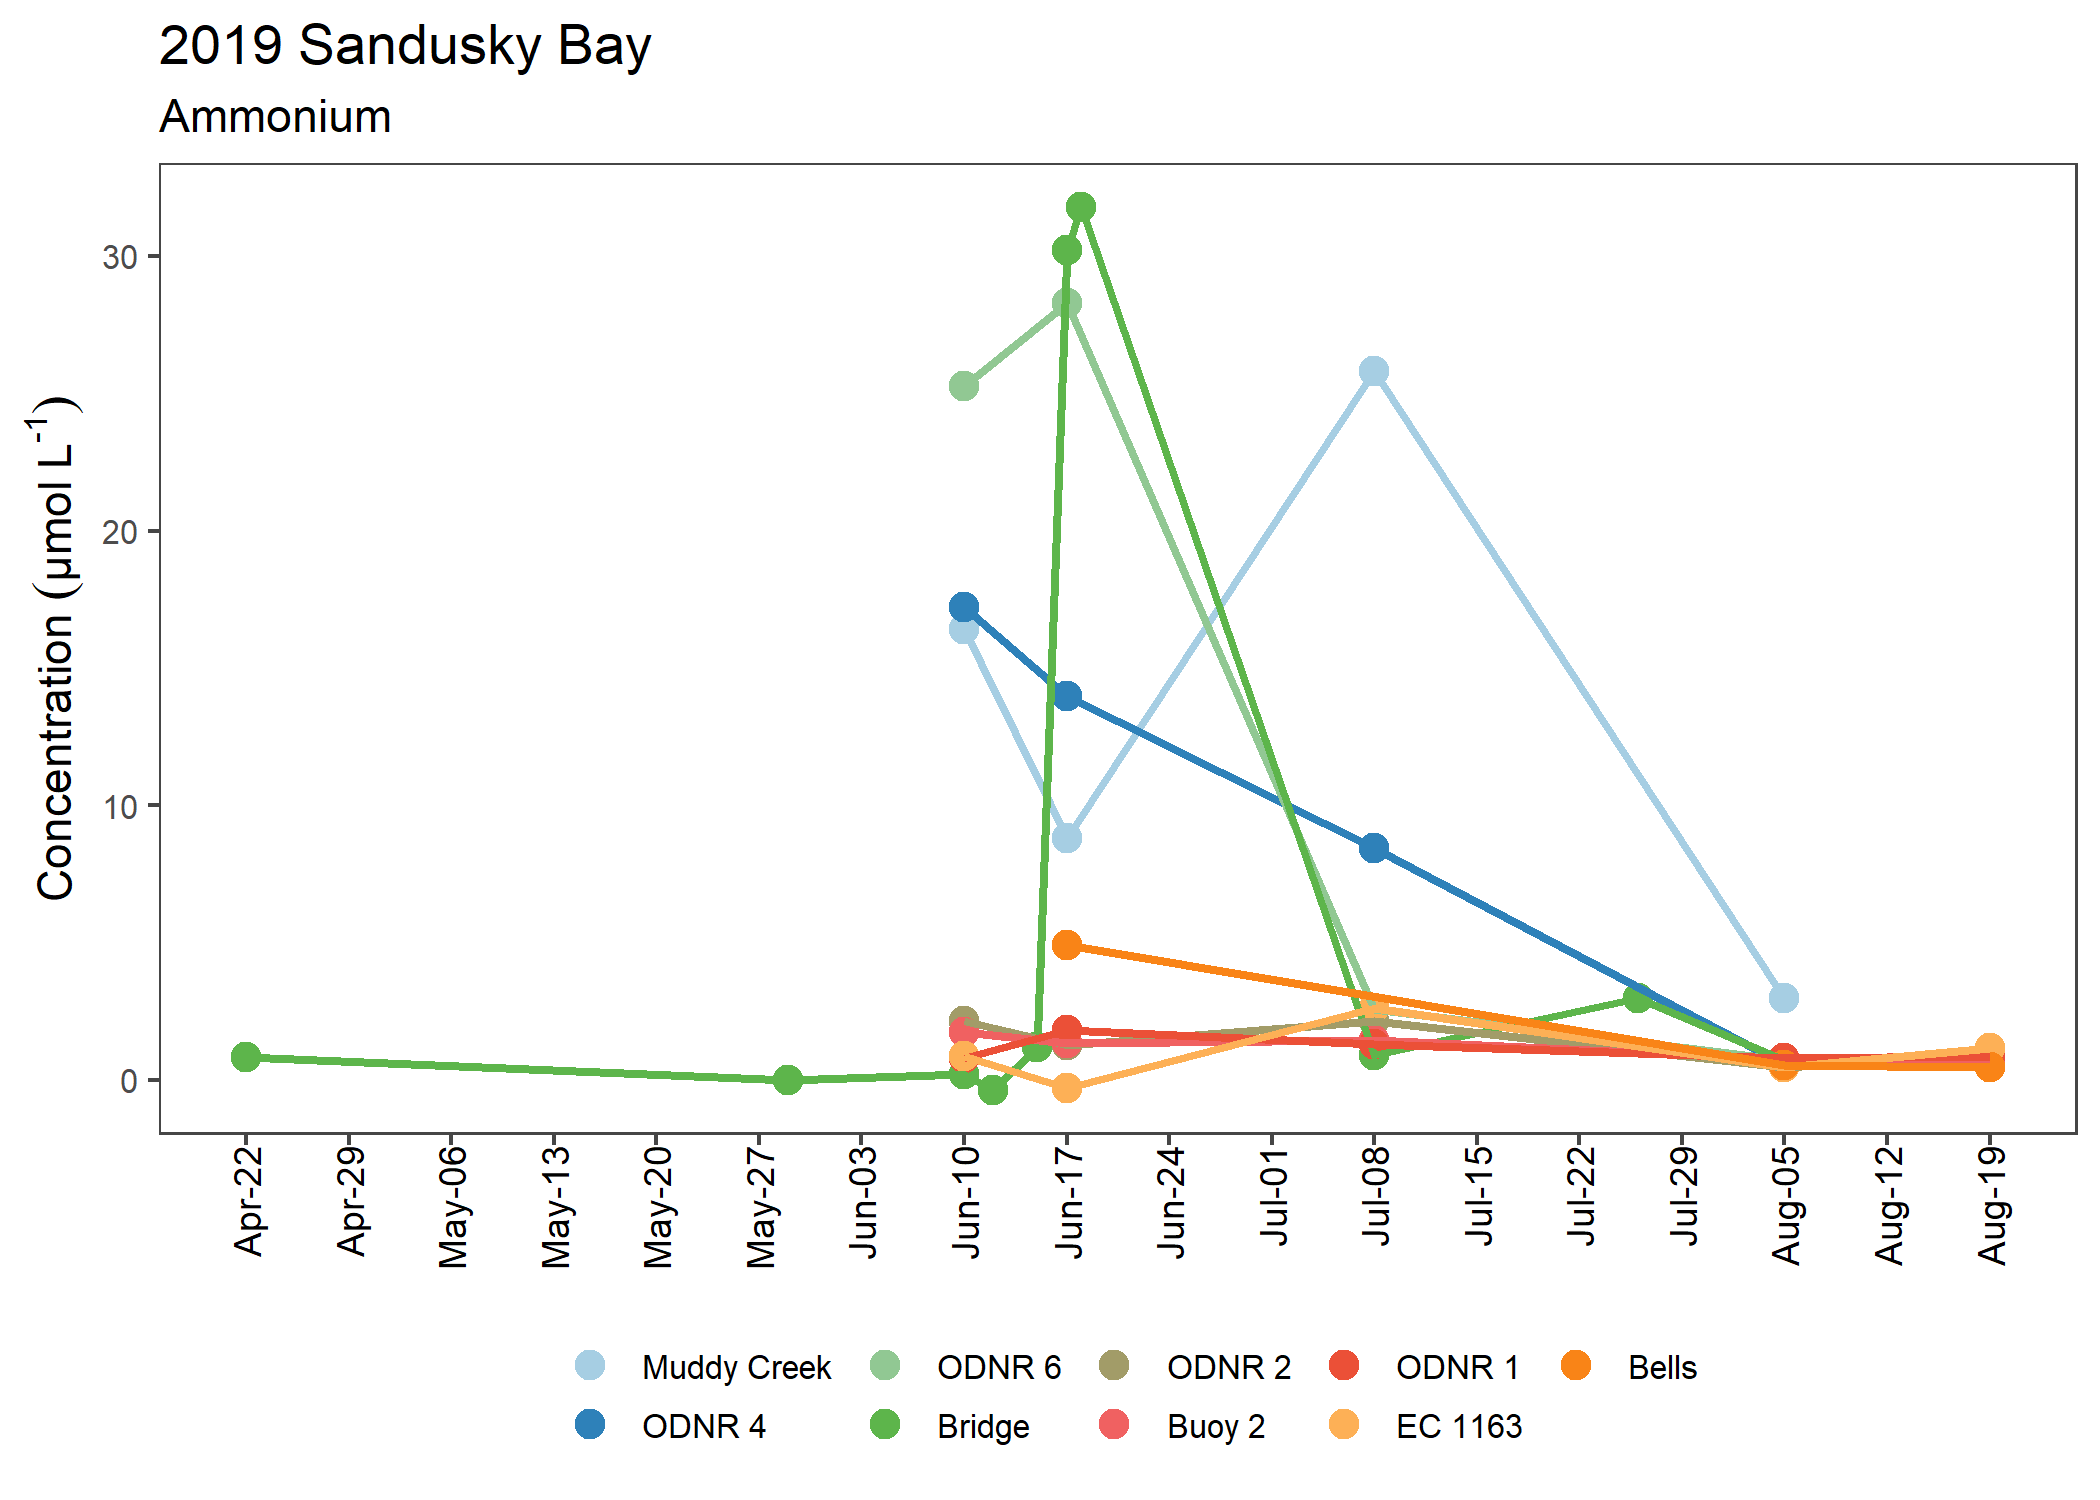 2019 Sandusky Bay
Ammonium
Concentration (µmol L⁻¹)
30
20
10
0
Apr-22
Apr-29
May-06
May-13
May-20
May-27
Jun-03
Jun-10
Jun-17
Jun-24
Jul-01
Jul-08
Jul-15
Jul-22
Jul-29
Aug-05
Aug-12
Aug-19
Muddy Creek
ODNR 6
ODNR 2
ODNR 1
Bells
ODNR 4
Bridge
Buoy 2
EC 1163